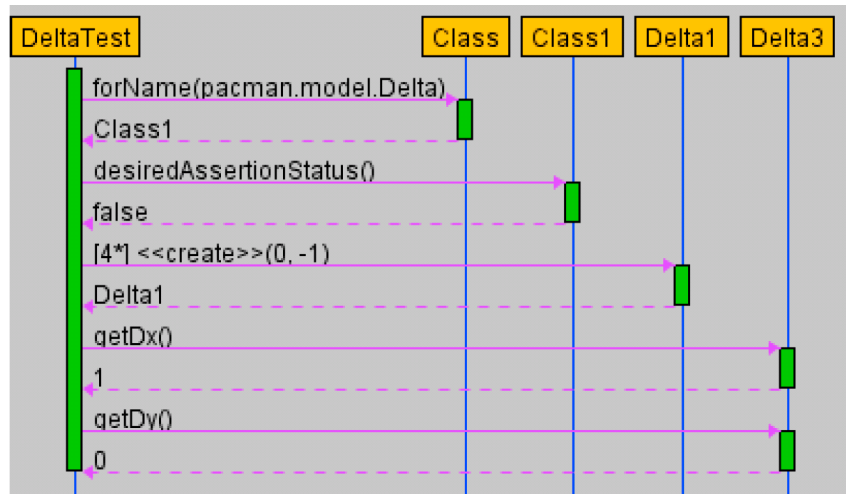 DeltaTest Class Class1 Delta1 Delta3
forName(pacman.model.Delta)
Class1
desiredAssertionStatus()
false
[4*] <<create>>(0, -1)
Delta1
getDx()
1
getDy()
0